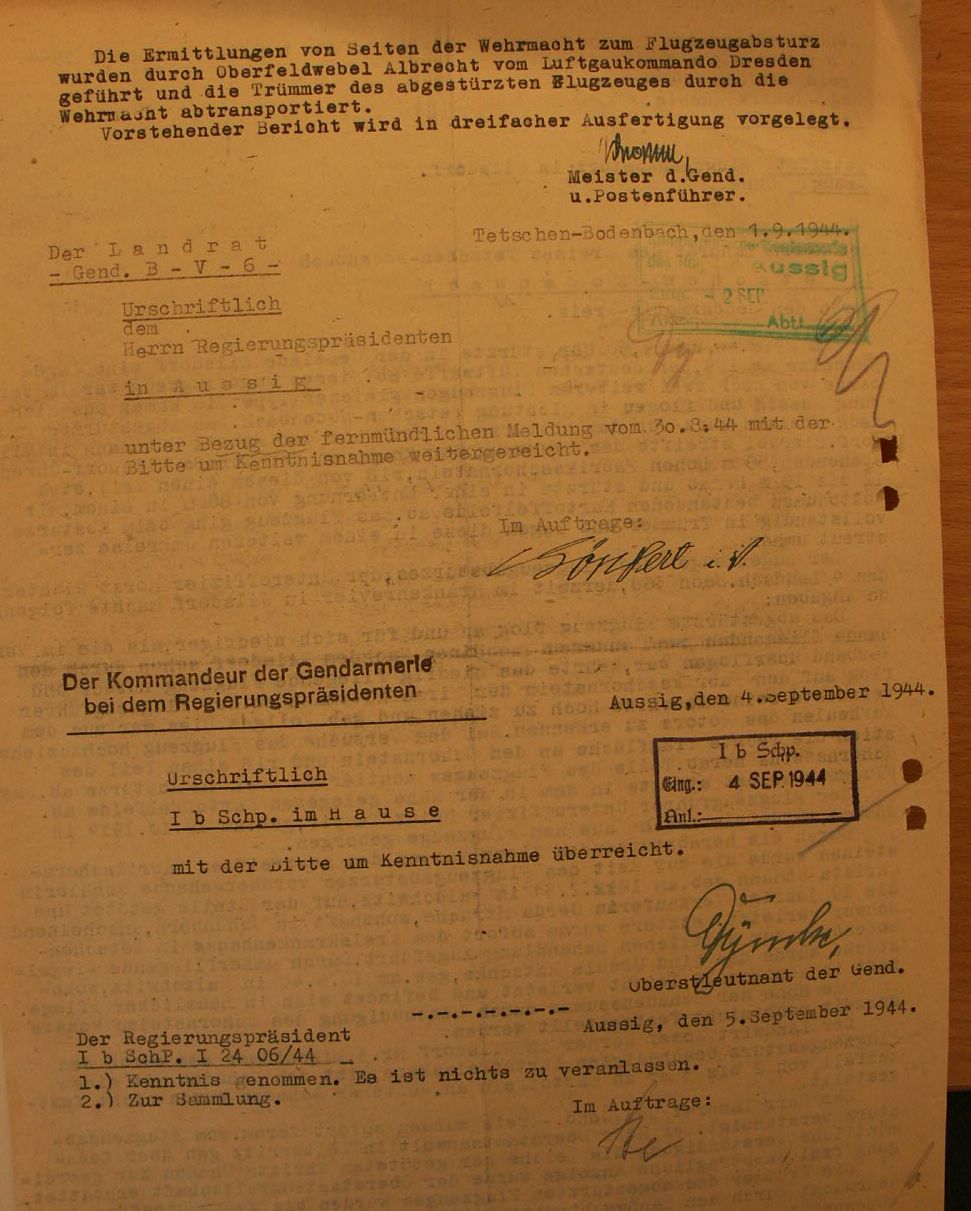 Die Ermittlungen von Seiten der Wehrmacht zum Flugzeugabsturz
wurden durch Oberfeldwebel Albrecht vom Luftgaukommando Dresden
geführt und die Trümmer des abgestürzten Flugzeuges durch die
Wehrmacht abtransportiert.
Vorstehender Bericht wird in dreifacher Ausfertigung vorgelegt.
Meister d.Gend.
u.Postenführer.
Tetschen-Bodenbach,den 1.9.1944.
Der L a n d r a t
- Gend. B - V - 6 -
Aussig
- 2 SEP.
Abt:
Urschriftlich
dem
Herrn Regierungspräsidenten
in A u s s i g
unter Bezug der fernmündlichen Meldung vom 30.8.44 mit der
Bitte um Kenntnisnahme weitergereicht.
Im Auftrage:
i. V.
Der Kommandeur der Gendarmerie
bei dem Regierungspräsidenten
Aussig,den 4.September 1944.
I b Schp.
Eing.: 4 SEP.1944
Anl.:
Urschriftlich
I b Schp. im H a u s e
mit der Bitte um Kenntnisnahme überreicht.
Oberstleutnant der Gend.
-.-.-.-.-.-.-
Der Regierungspräsident
Aussig, den 5.September 1944.
I b SchP. I 24 06/44
1.) Kenntnis genommen. Es ist nichts zu veranlassen.
2.) Zur Sammlung.
Im Auftrage: